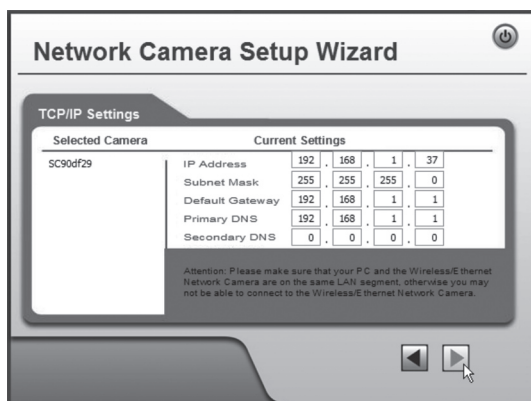 Network Camera Setup Wizard
TCP/IP Settings
Selected Camera Current Settings
SC90df29
IP Address 192 . 168 . 1 . 37
Subnet Mask 255 . 255 . 255 . 0
Default Gateway 192 . 168 . 1 . 1
Primary DNS 192 . 168 . 1 . 1
Secondary DNS 0 . 0 . 0 . 0
Attention: Please make sure that your PC and the Wireless/Ethernet
Network Camera are on the same LAN segment, otherwise you may
not be able to connect to the Wireless/Ethernet Network Camera.